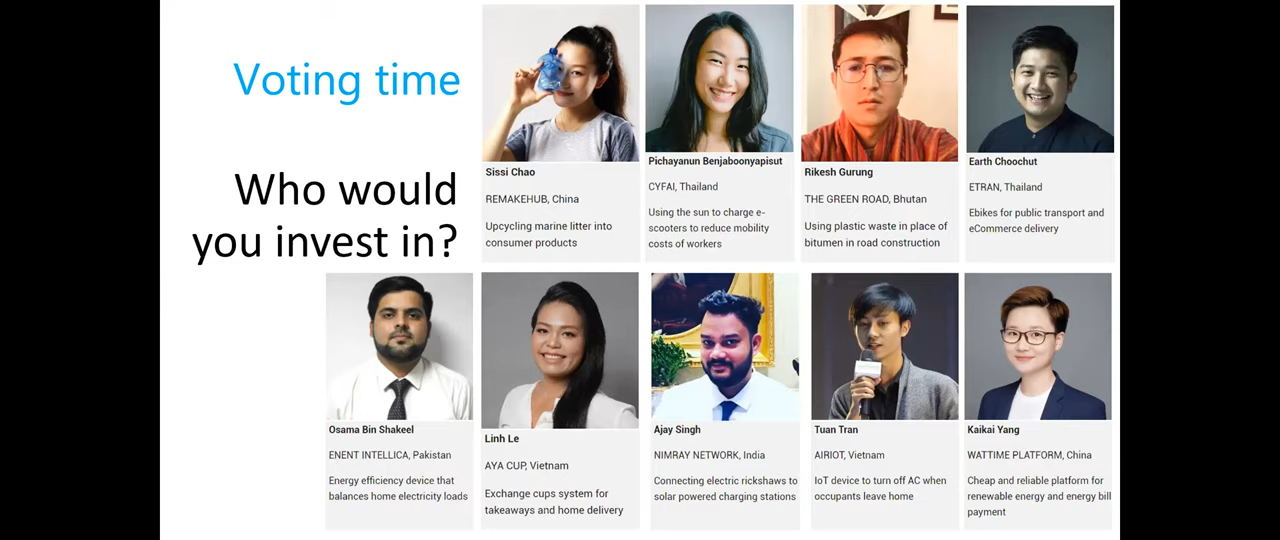 Voting time
Who would
you invest in?
Sissi Chao
REMAKEHUB, China
Upcycling marine litter into
consumer products
Pichayanun Benjaboonyapisut
CYFAI, Thailand
Using the sun to charge e-
scooters to reduce mobility
costs of workers
Rikesh Gurung
THE GREEN ROAD, Bhutan
Using plastic waste in place of
bitumen in road construction
Earth Choochut
ETRAN, Thailand
Ebikes for public transport and
eCommerce delivery
Osama Bin Shakeel
ENENT INTELLICA, Pakistan
Energy efficiency device that
balances home electricity loads
Linh Le
AYA CUP, Vietnam
Exchange cups system for
takeaways and home delivery
Ajay Singh
NIMRAY NETWORK, India
Connecting electric rickshaws to
solar powered charging stations
Tuan Tran
AIRIOT, Vietnam
IoT device to turn off AC when
occupants leave home
Kaikai Yang
WATTIME PLATFORM, China
Cheap and reliable platform for
renewable energy and energy bill
payment